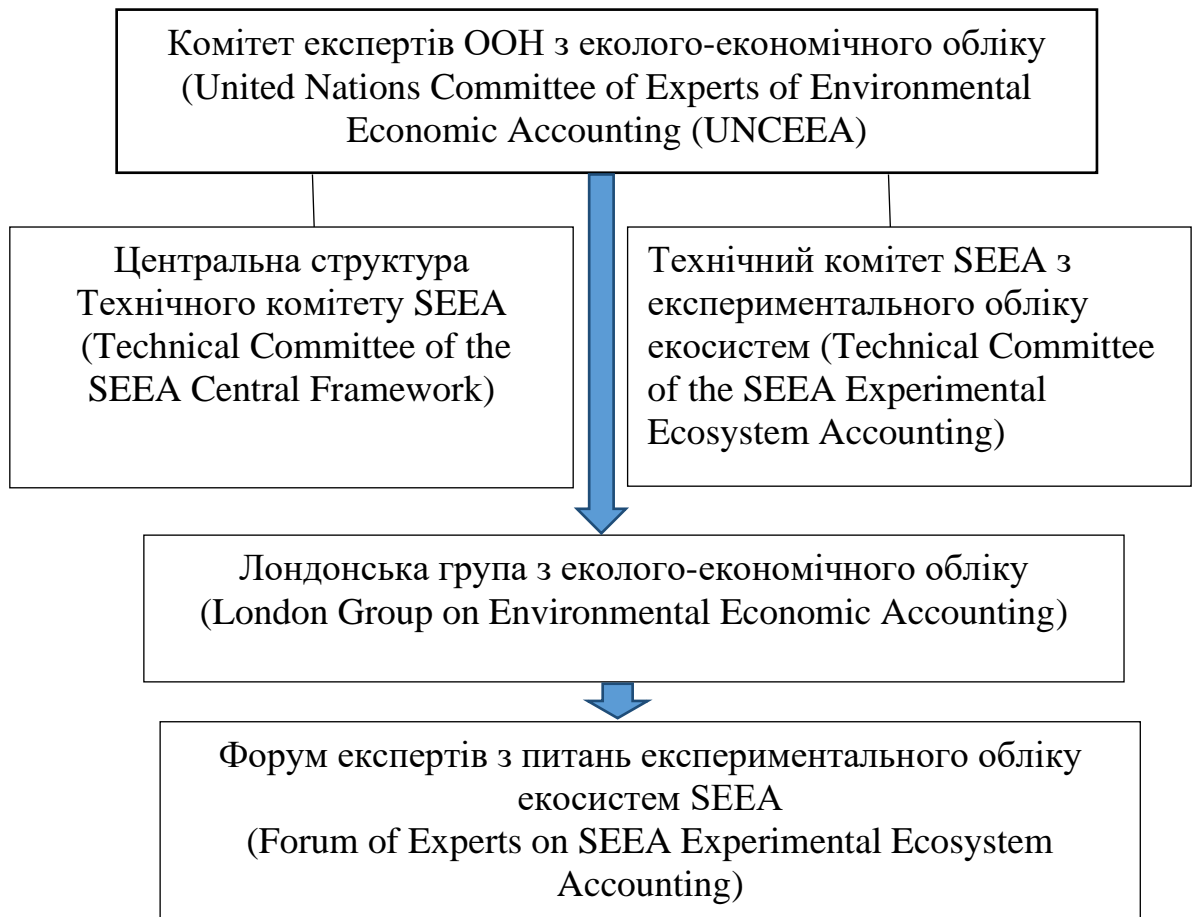 Комітет експертів ООН з еколого-економічного обліку
(United Nations Committee of Experts of Environmental
Economic Accounting (UNCEEA)
Центральна структура
Технічного комітету SEEA
(Technical Committee of the
SEEA Central Framework)
Технічний комітет SEEA з
експериментального обліку
екосистем (Technical Committee
of the SEEA Experimental
Ecosystem Accounting)
Лондонська група з еколого-економічного обліку
(London Group on Environmental Economic Accounting)
Форум експертів з питань експериментального обліку
екосистем SEEA
(Forum of Experts on SEEA Experimental Ecosystem
Accounting)